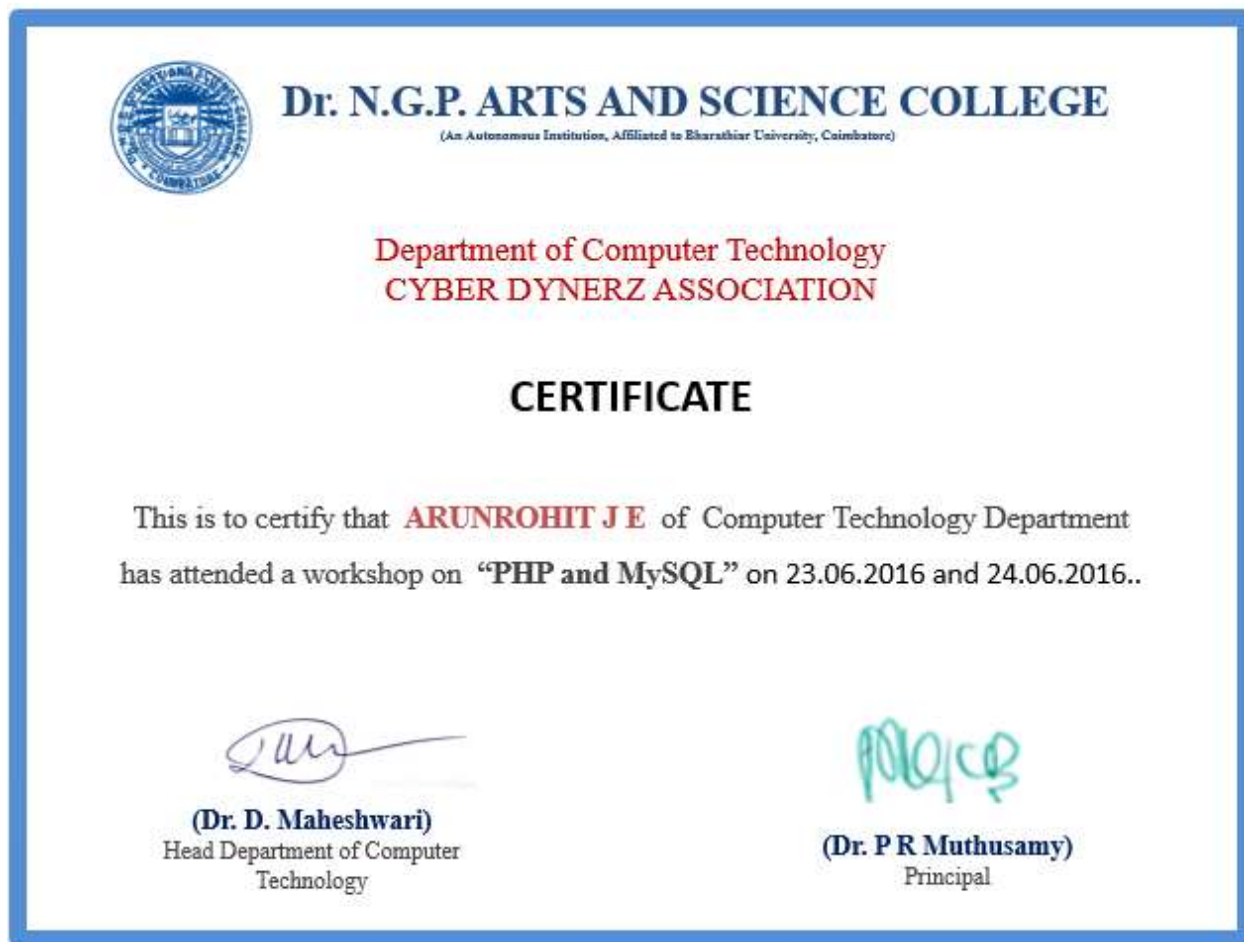 Dr. N.G.P. ARTS AND SCIENCE COLLEGE
(An Autonomous Institution, Affiliated to Bharathiar University, Coimbatore)
Department of Computer Technology
CYBER DYNERZ ASSOCIATION
CERTIFICATE
This is to certify that ARUNROHIT J E of Computer Technology Department
has attended a workshop on “PHP and MySQL” on 23.06.2016 and 24.06.2016..
(Dr. D. Maheshwari)
Head Department of Computer
Technology
(Dr. P R Muthusamy)
Principal